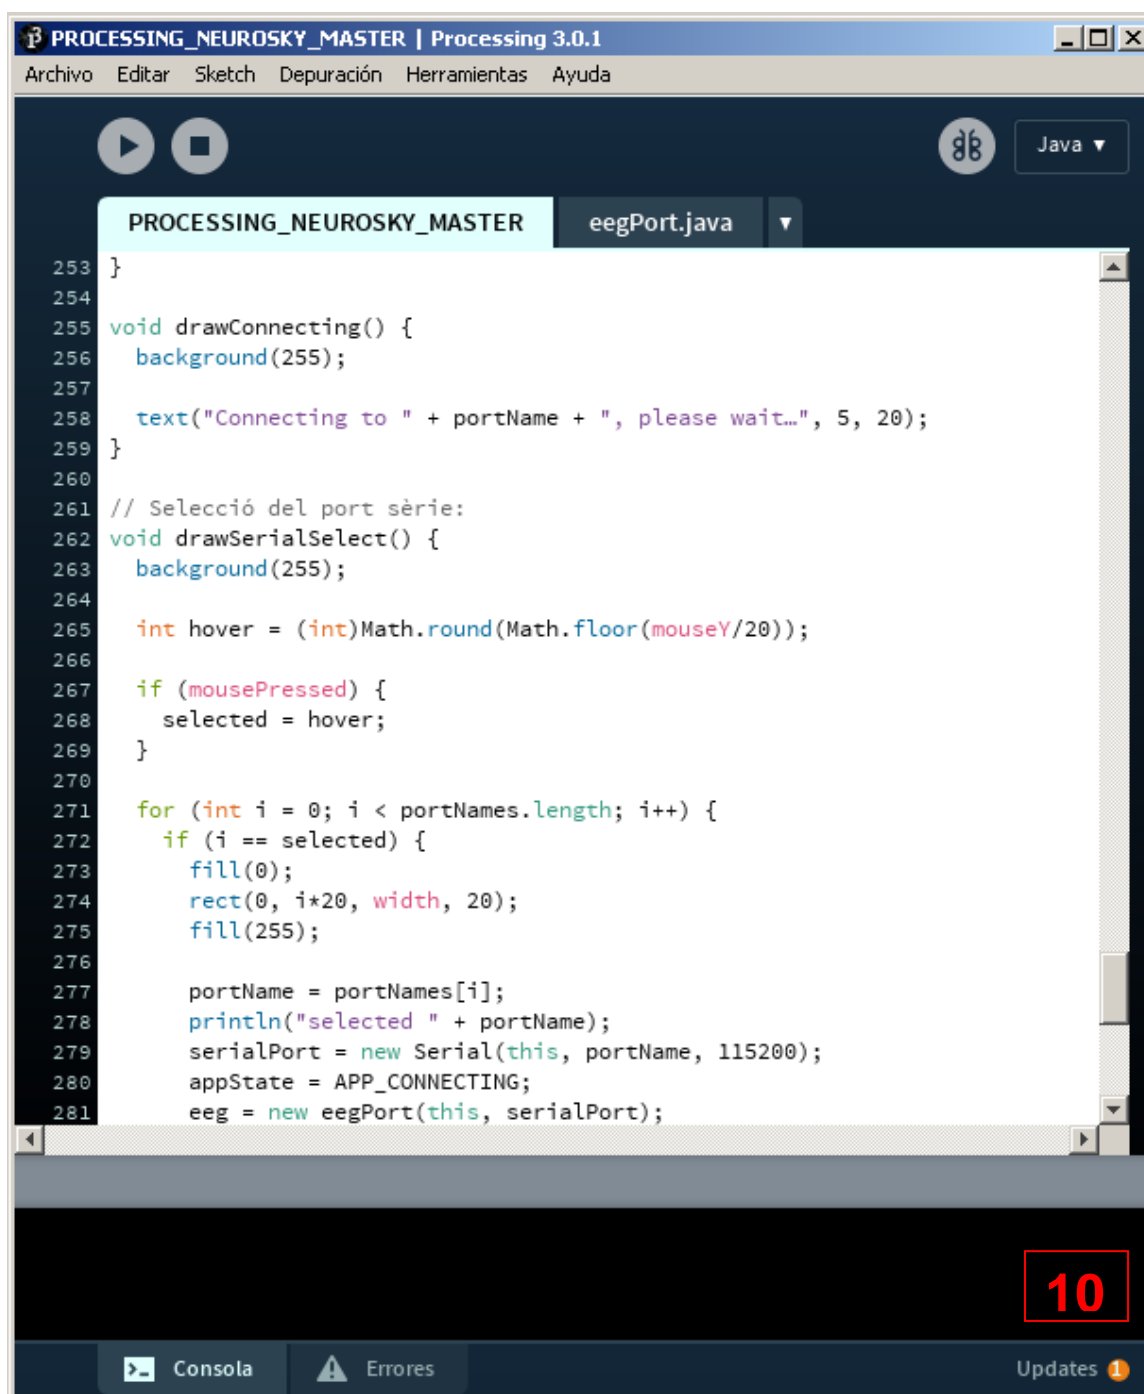 PROCESSING_NEUROSKY_MASTER | Processing 3.0.1
Archivo Editar Sketch Depuración Herramientas Ayuda
Java ▼
PROCESSING_NEUROSKY_MASTER eegPort.java ▼
253 }
254
255 void drawConnecting() {
256   background(255);
257
258   text("Connecting to " + portName + ", please wait…", 5, 20);
259 }
260
261 // Selecció del port sèrie:
262 void drawSerialSelect() {
263   background(255);
264
265   int hover = (int)Math.round(Math.floor(mouseY/20));
266
267   if (mousePressed) {
268     selected = hover;
269   }
270
271   for (int i = 0; i < portNames.length; i++) {
272     if (i == selected) {
273       fill(0);
274       rect(0, i*20, width, 20);
275       fill(255);
276
277       portName = portNames[i];
278       println("selected " + portName);
279       serialPort = new Serial(this, portName, 115200);
280       appState = APP_CONNECTING;
281       eeg = new eegPort(this, serialPort);
10
Consola Errores Updates 1